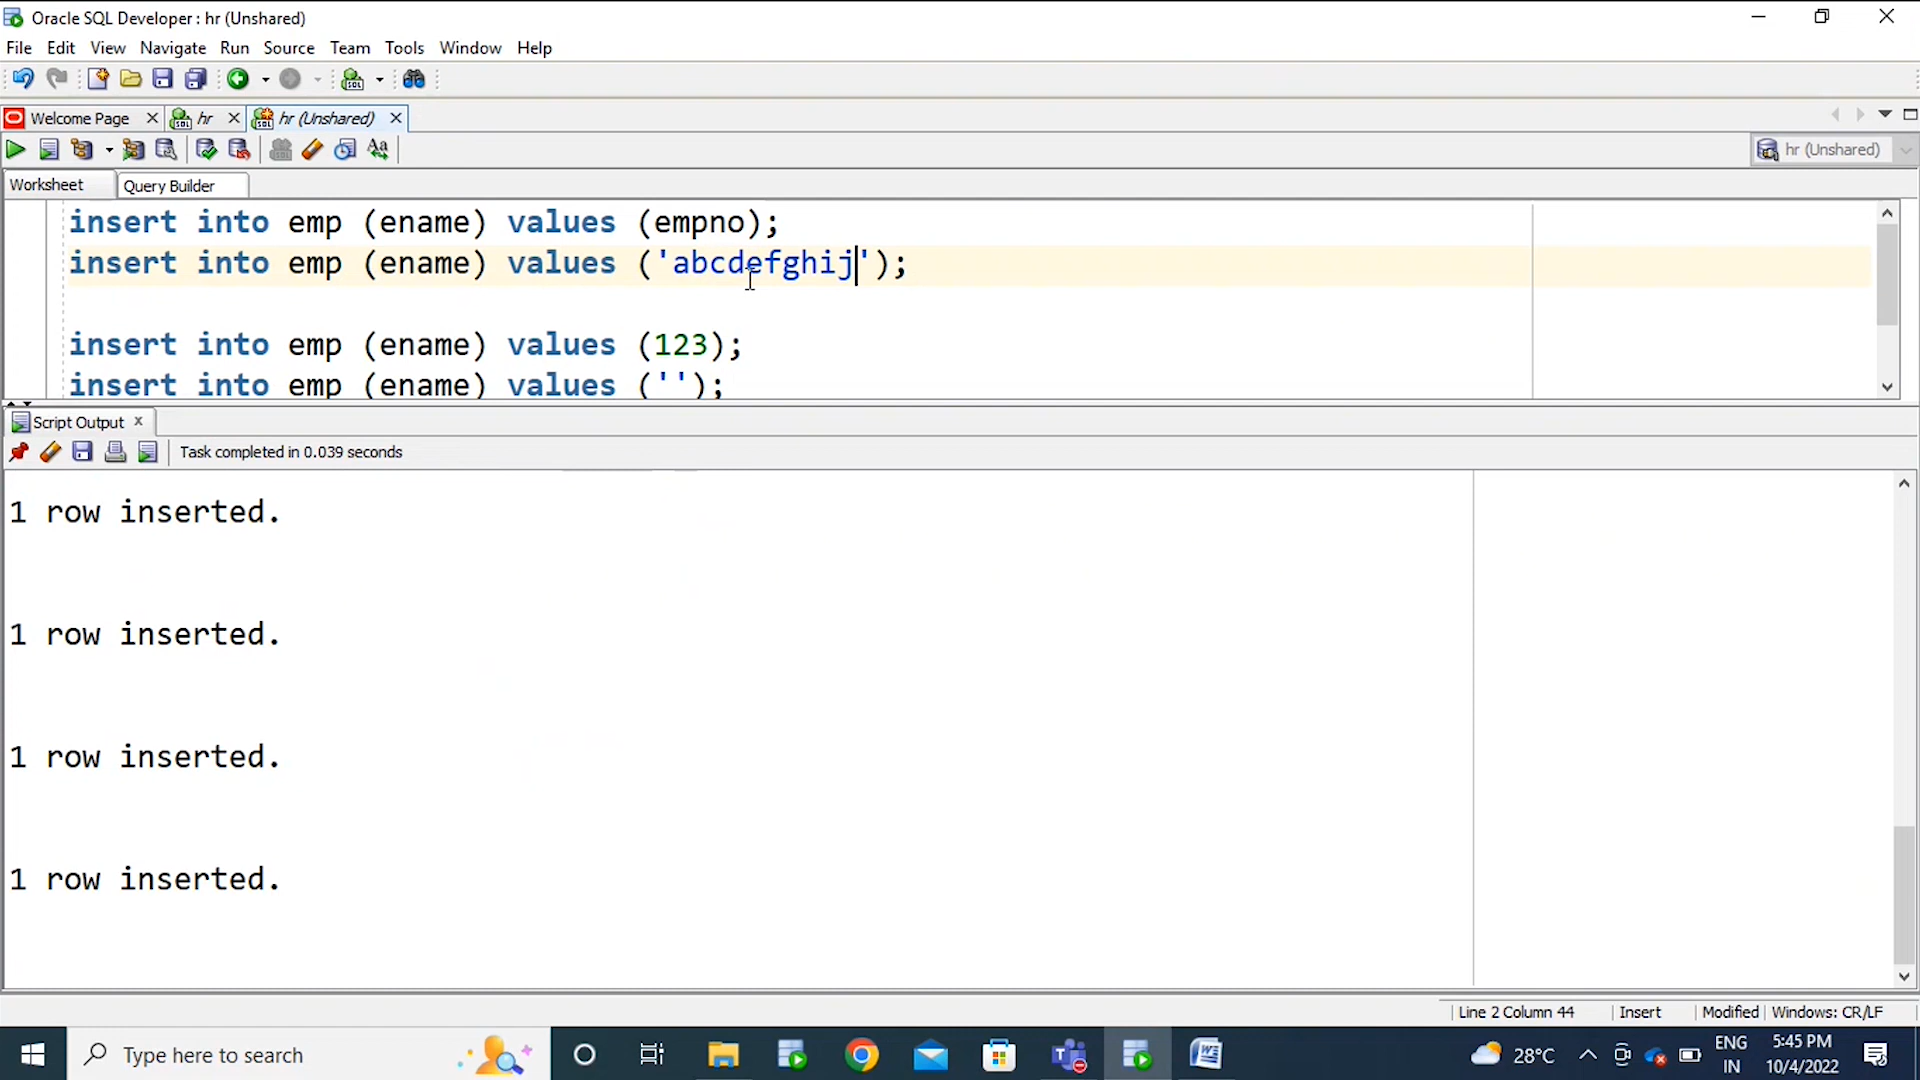 Oracle SQL Developer : hr (Unshared)
File Edit View Navigate Run Source Team Tools Window Help
Welcome Page hr hr (Unshared)
hr (Unshared)
Worksheet Query Builder
insert into emp (ename) values (empno);
insert into emp (ename) values ('abcdefghij');
insert into emp (ename) values (123);
insert into emp (ename) values ('');
Script Output x
Task completed in 0.039 seconds
1 row inserted.
1 row inserted.
1 row inserted.
1 row inserted.
Line 2 Column 44 Insert Modified Windows: CR/LF
Type here to search
28°C
ENG
IN
5:45 PM
10/4/2022